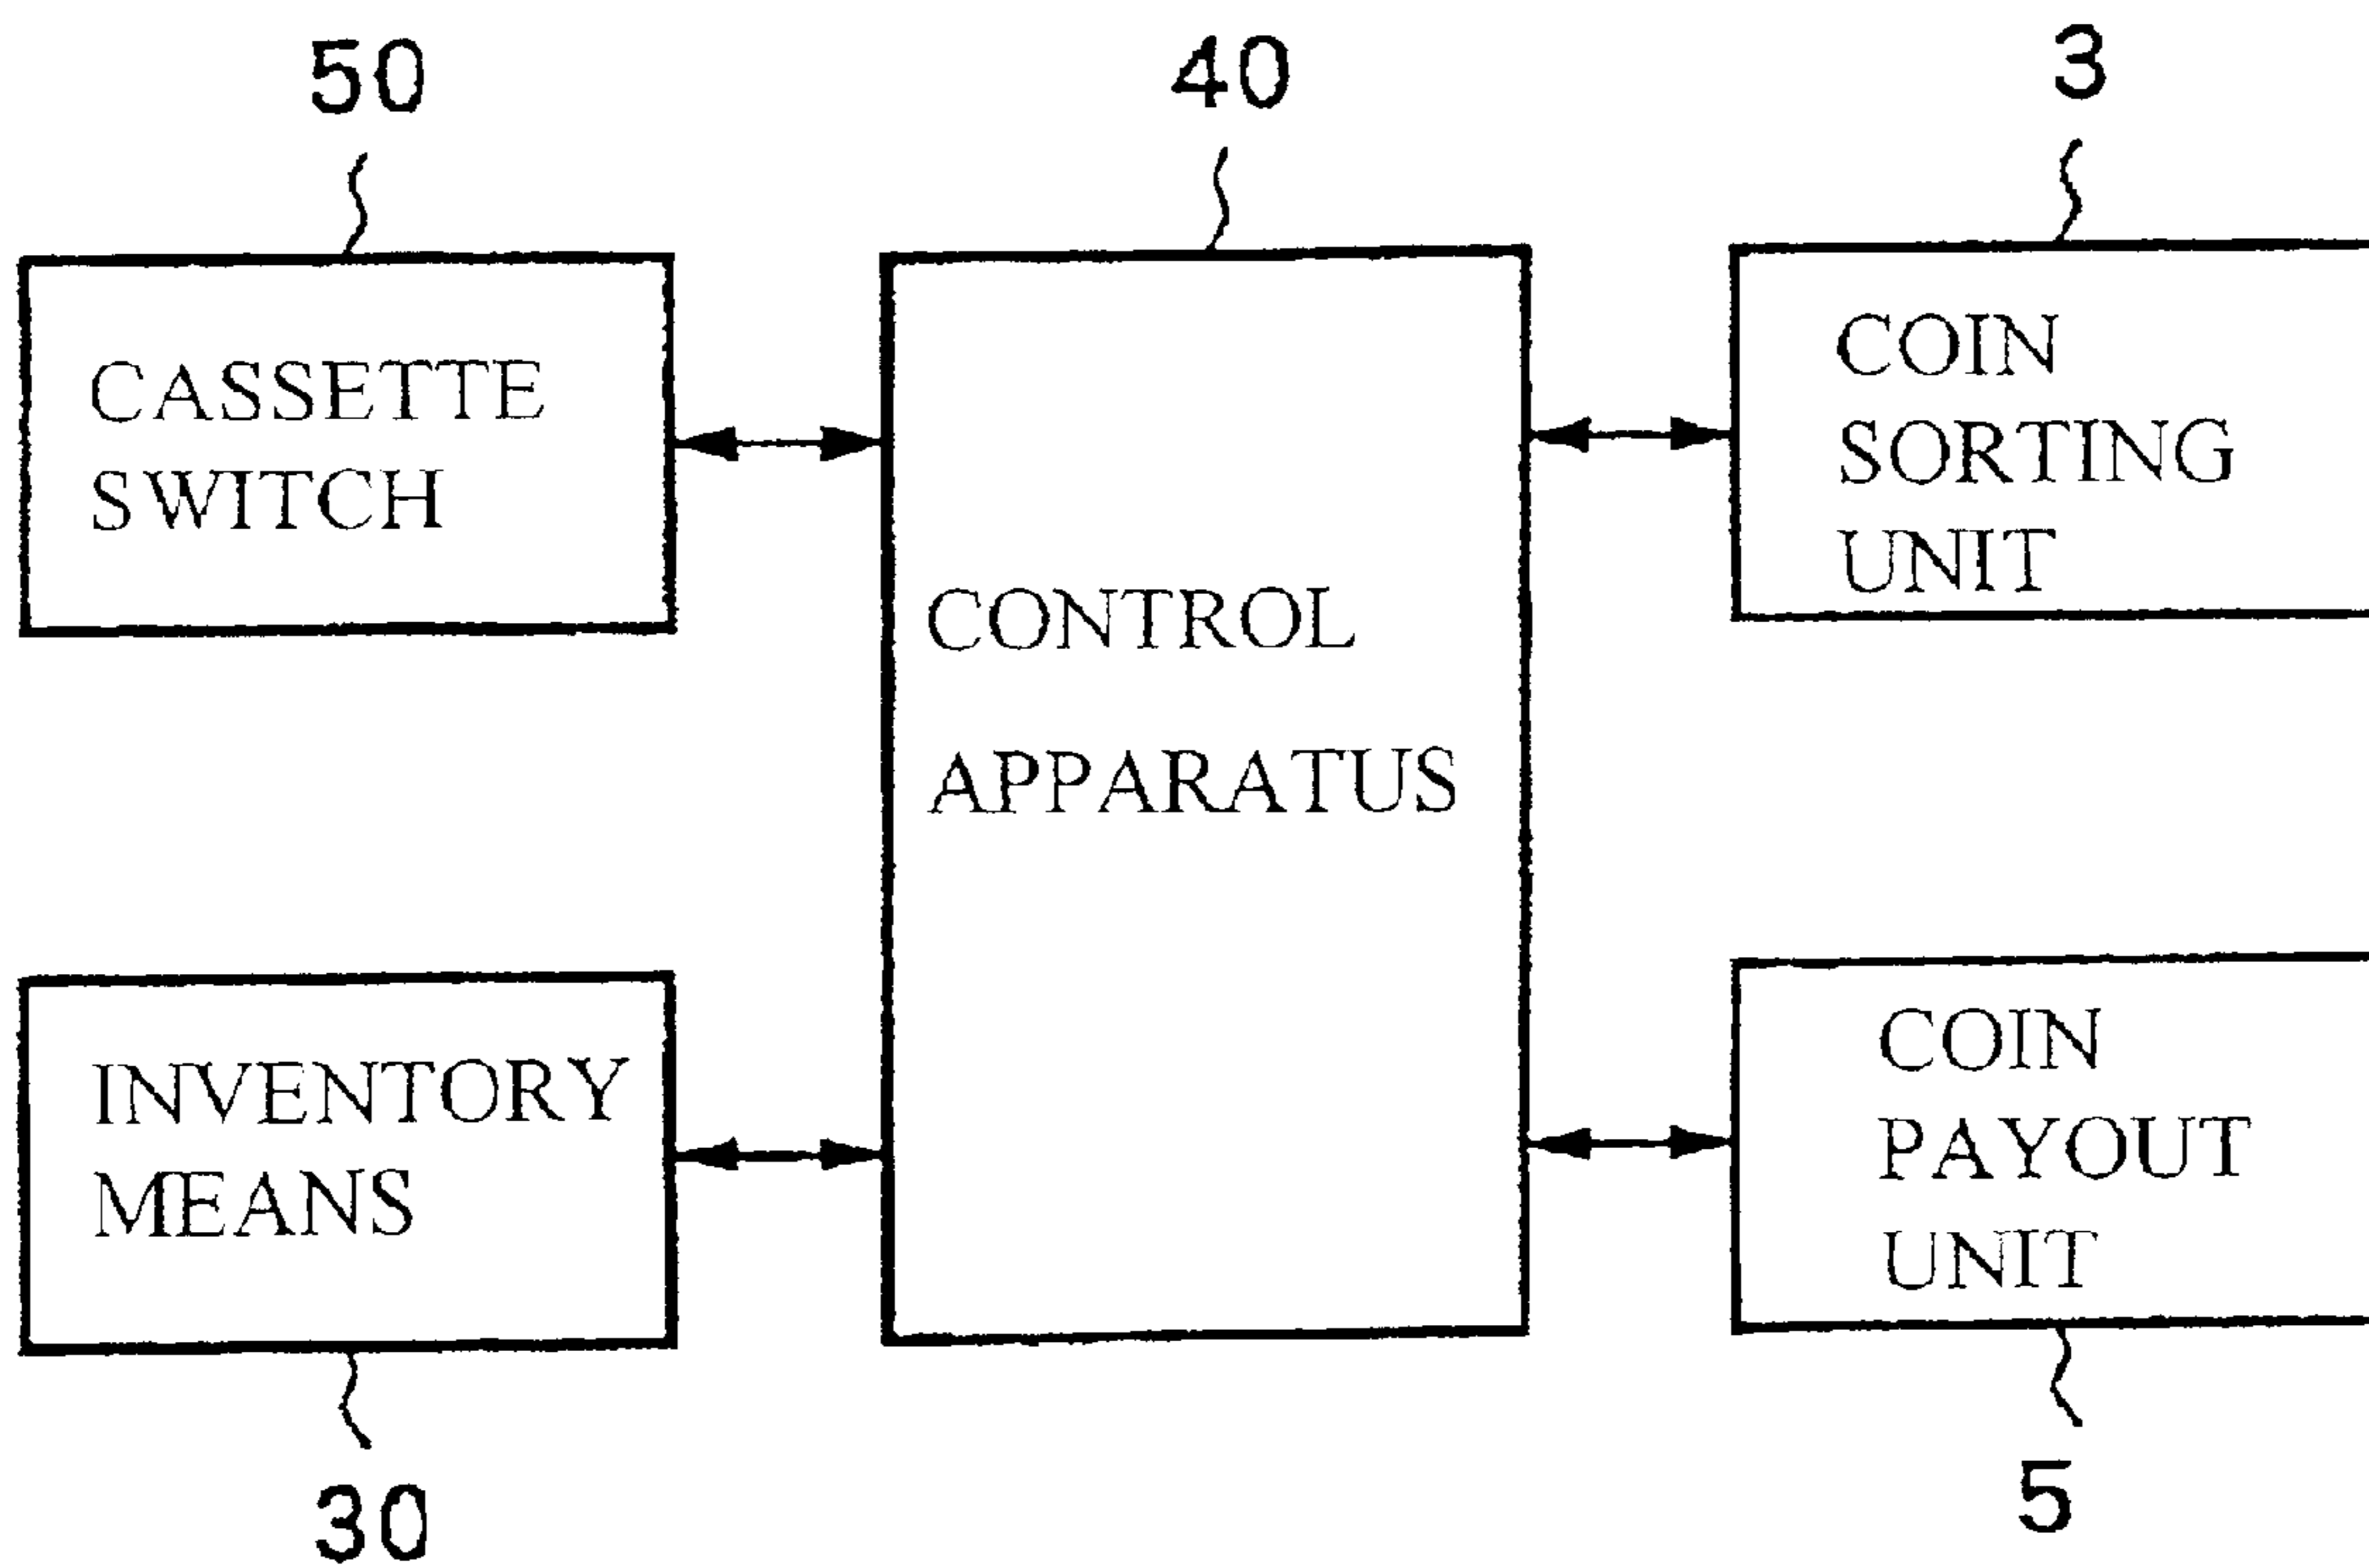 50
40
3
CASSETTE
SWITCH
CONTROL
APPARATUS
COIN
SORTING
UNIT
INVENTORY
MEANS
COIN
PAYOUT
UNIT
30
5